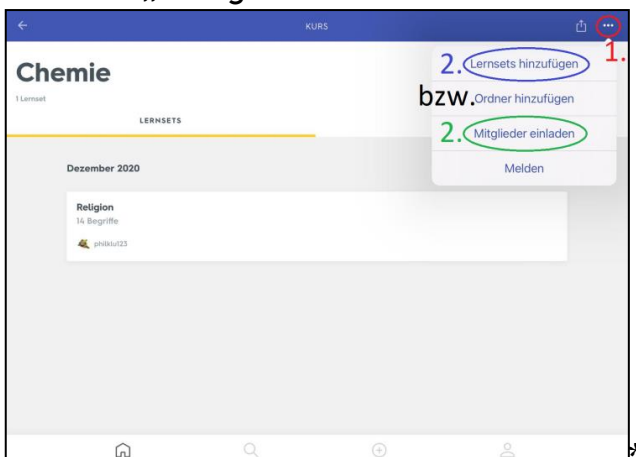 KURS
1.
Chemie
1 Lernset
LERNSETS
2. Lernsets hinzufügen
bzw. Ordner hinzufügen
2. Mitglieder einladen
Melden
Dezember 2020
Religion
14 Begriffe
philklu123